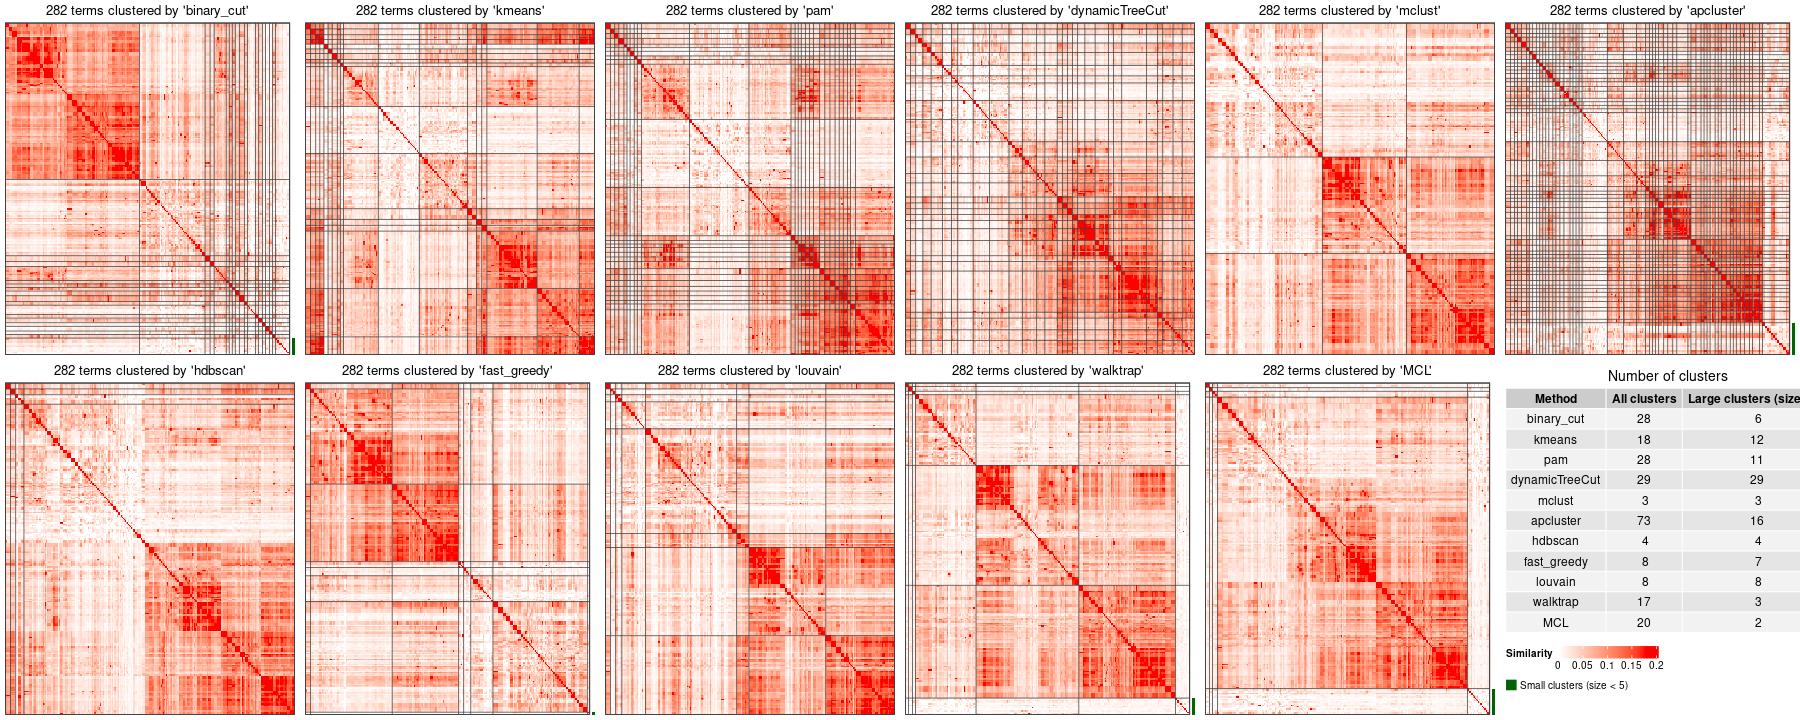 282 terms clustered by 'binary_cut'
282 terms clustered by 'kmeans'
282 terms clustered by 'pam'
282 terms clustered by 'dynamicTreeCut'
282 terms clustered by 'mclust'
282 terms clustered by 'apcluster'
282 terms clustered by 'hdbscan'
282 terms clustered by 'fast_greedy'
282 terms clustered by 'louvain'
282 terms clustered by 'walktrap'
282 terms clustered by 'MCL'
Number of clusters
Method All clusters Large clusters (size
binary_cut 28 6
kmeans 18 12
pam 28 11
dynamicTreeCut 29 29
mclust 3 3
apcluster 73 16
hdbscan 4 4
fast_greedy 8 7
louvain 8 8
walktrap 17 3
MCL 20 2
Similarity
0 0.05 0.1 0.15 0.2
Small clusters (size < 5)